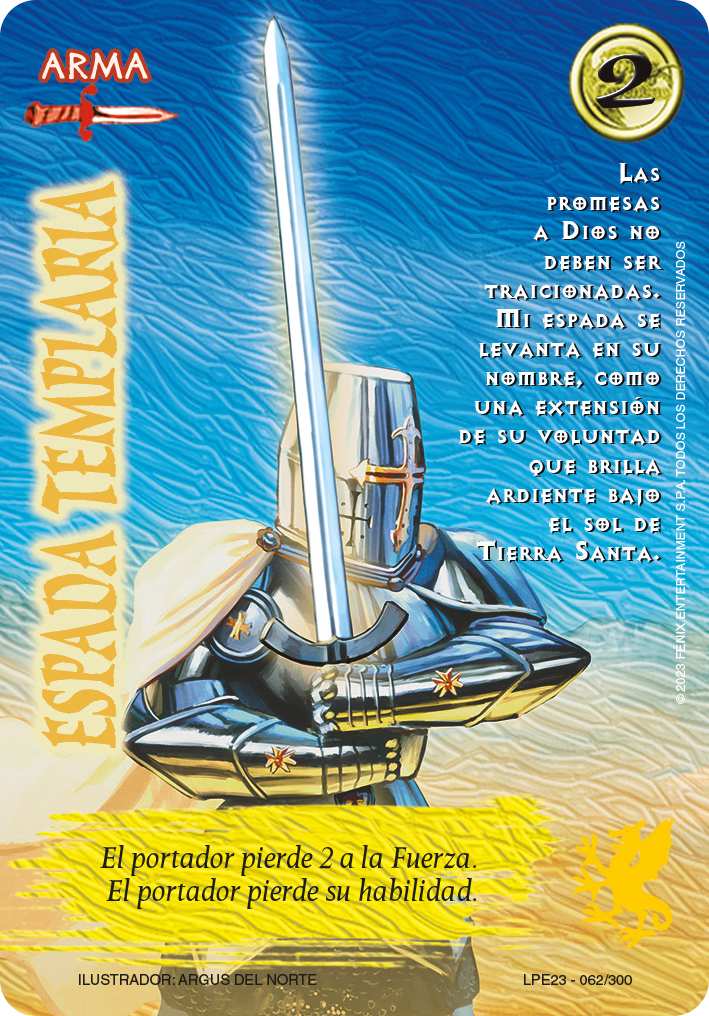 ARMA
2
ESPADA TEMPLARIA
Las
promesas
a Dios no
deben ser
traicionadas.
Mi espada se
levanta en su
nombre, como
una extensión
de su voluntad
que brilla
ardiente bajo
el sol de
Tierra Santa.
© 2023 FENIX ENTERTAINMENT S.P.A. TODOS LOS DERECHOS RESERVADOS
El portador pierde 2 a la Fuerza.
El portador pierde su habilidad.
ILUSTRADOR: ARGUS DEL NORTE
LPE23 - 062/300